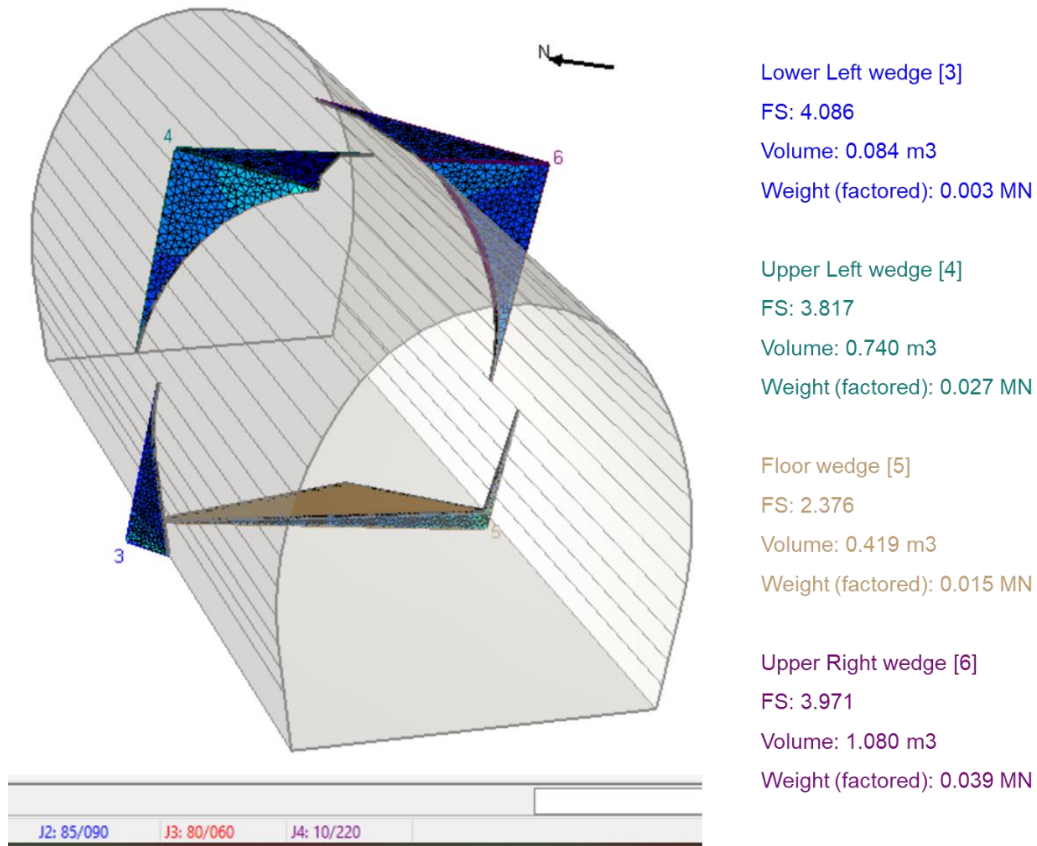 N
4
6
3
5
Lower Left wedge [3]
FS: 4.086
Volume: 0.084 m3
Weight (factored): 0.003 MN
Upper Left wedge [4]
FS: 3.817
Volume: 0.740 m3
Weight (factored): 0.027 MN
Floor wedge [5]
FS: 2.376
Volume: 0.419 m3
Weight (factored): 0.015 MN
Upper Right wedge [6]
FS: 3.971
Volume: 1.080 m3
Weight (factored): 0.039 MN
J2: 85/090 J3: 80/060 J4: 10/220